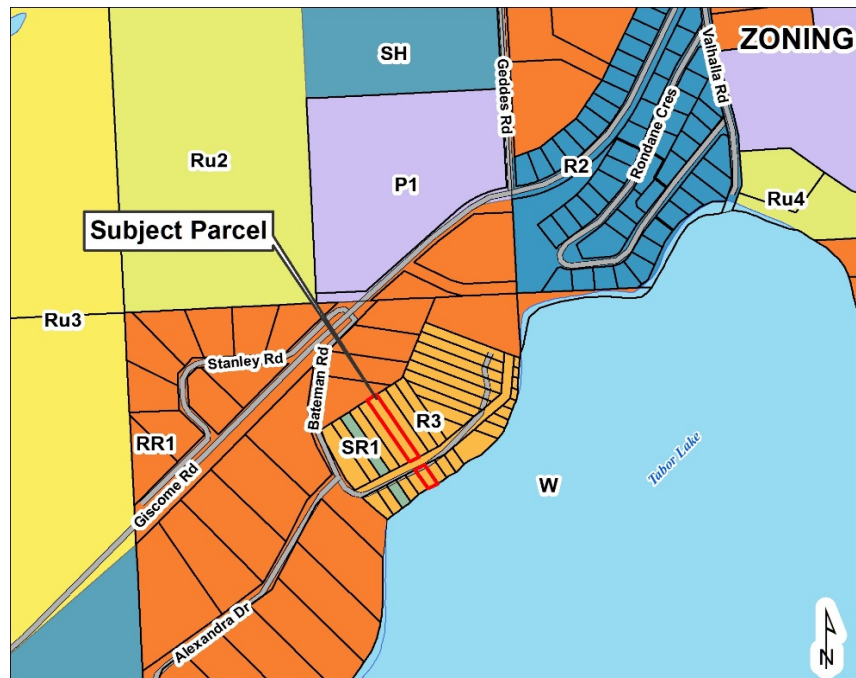 ZONING
SH
Geddes Rd
Valhalla Rd
Rondane Cres
Ru2
P1
R2
Ru4
Subject Parcel
Ru3
Stanley Rd
Bateman Rd
R3
SR1
RR1
Giscome Rd
W
Tabor Lake
Alexandra Dr
N